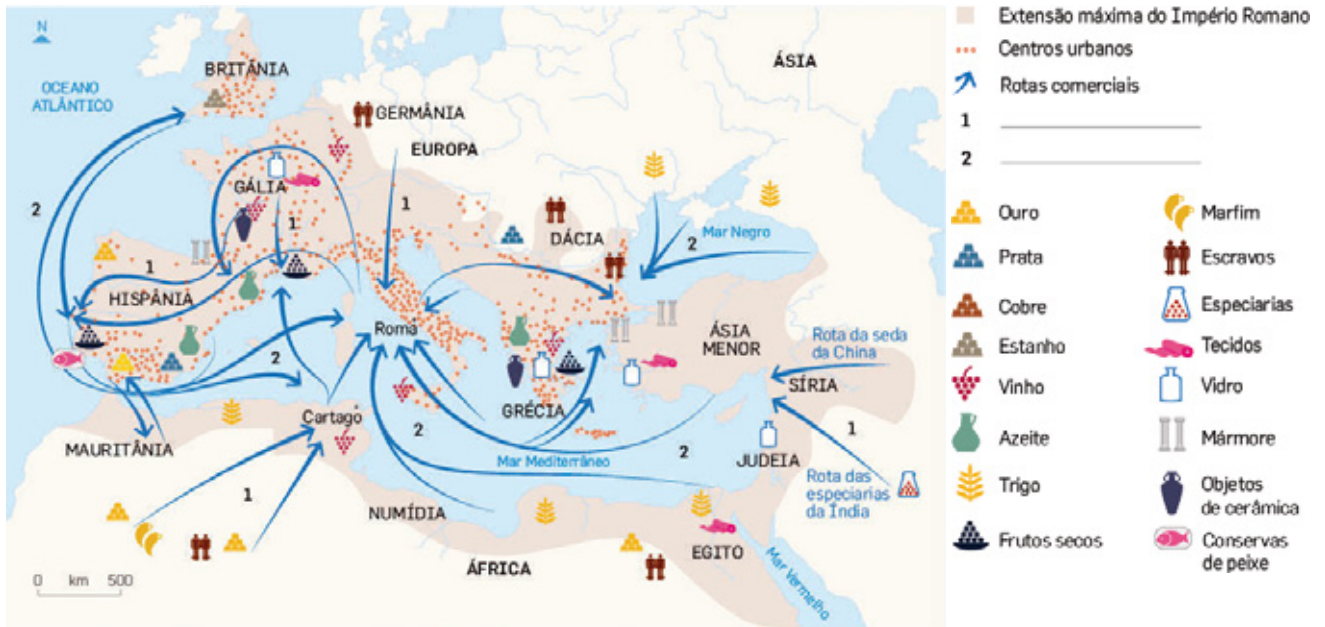 N
OCEANO
ATLÂNTICO
BRITÂNIA
GERMÂNIA
EUROPA
ÁSIA
GÁLIA
2
1
1
1
DÁCIA
Mar Negro
2
HISPÂNIA
Roma
ÁSIA
MENOR
Rota da seda
da China
SÍRIA
2
Cartago
GRÉCIA
MAURITÂNIA
2
Mar Mediterrâneo
2
JUDEIA
1
Rota das
especiarias
da Índia
1
NUMÍDIA
EGITO
ÁFRICA
Mar Vermelho
0 km 500
Extensão máxima do Império Romano
Centros urbanos
Rotas comerciais
1
2
Ouro
Prata
Cobre
Estanho
Vinho
Azeite
Trigo
Frutos secos
Marfim
Escravos
Especiarias
Tecidos
Vidro
Mármore
Objetos
de cerâmica
Conservas
de peixe